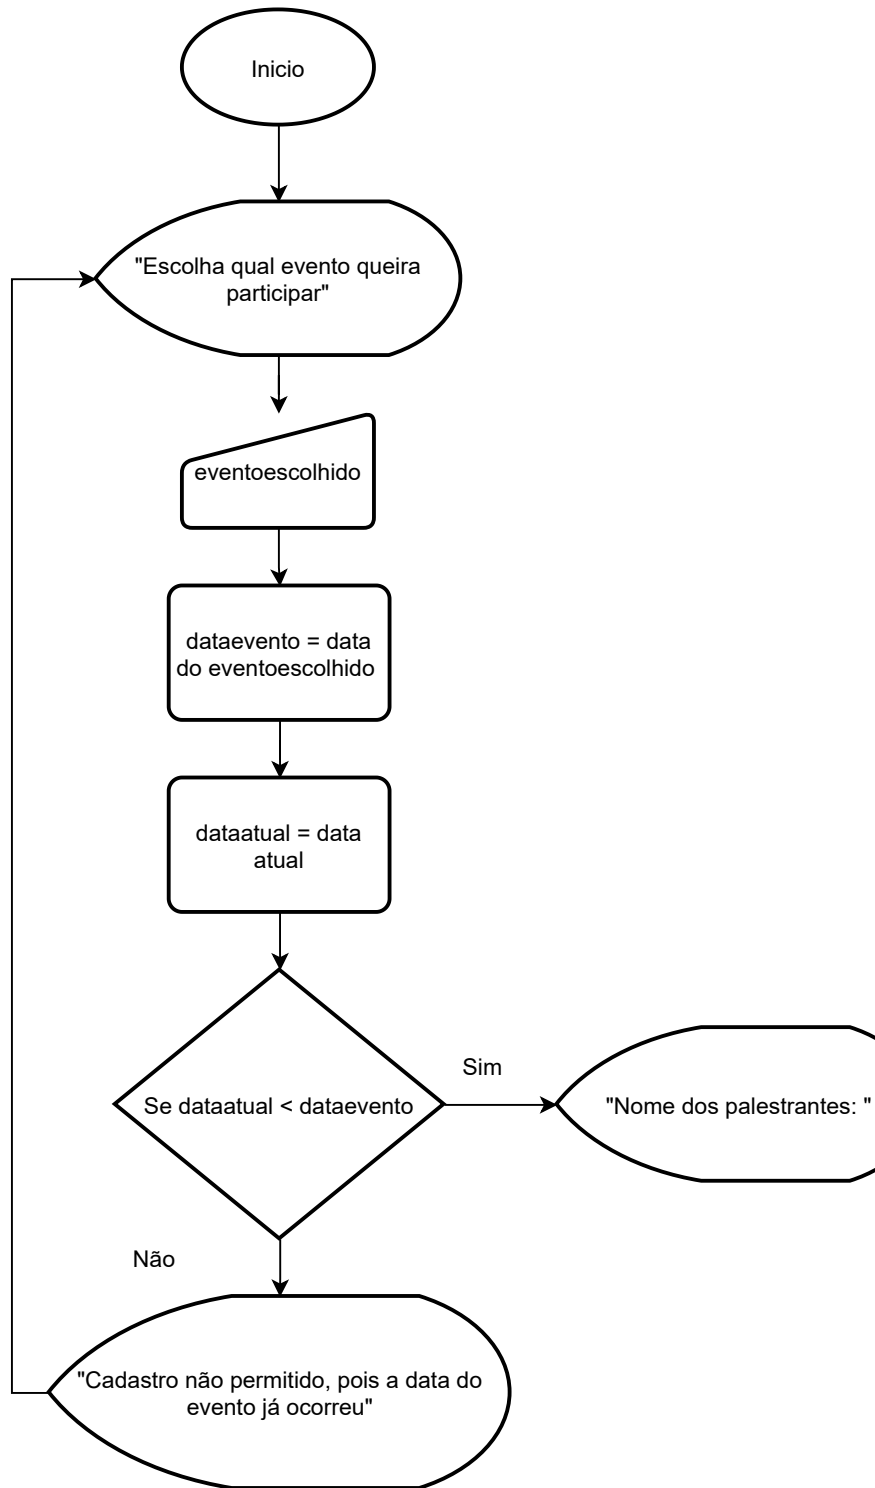 Inicio
"Escolha qual evento queira
participar"
eventoescolhido
dataevento = data
do eventoescolhido
dataatual = data
atual
Se dataatual < dataevento
Sim
"Nome dos palestrantes: "
Não
"Cadastro não permitido, pois a data do
evento já ocorreu"